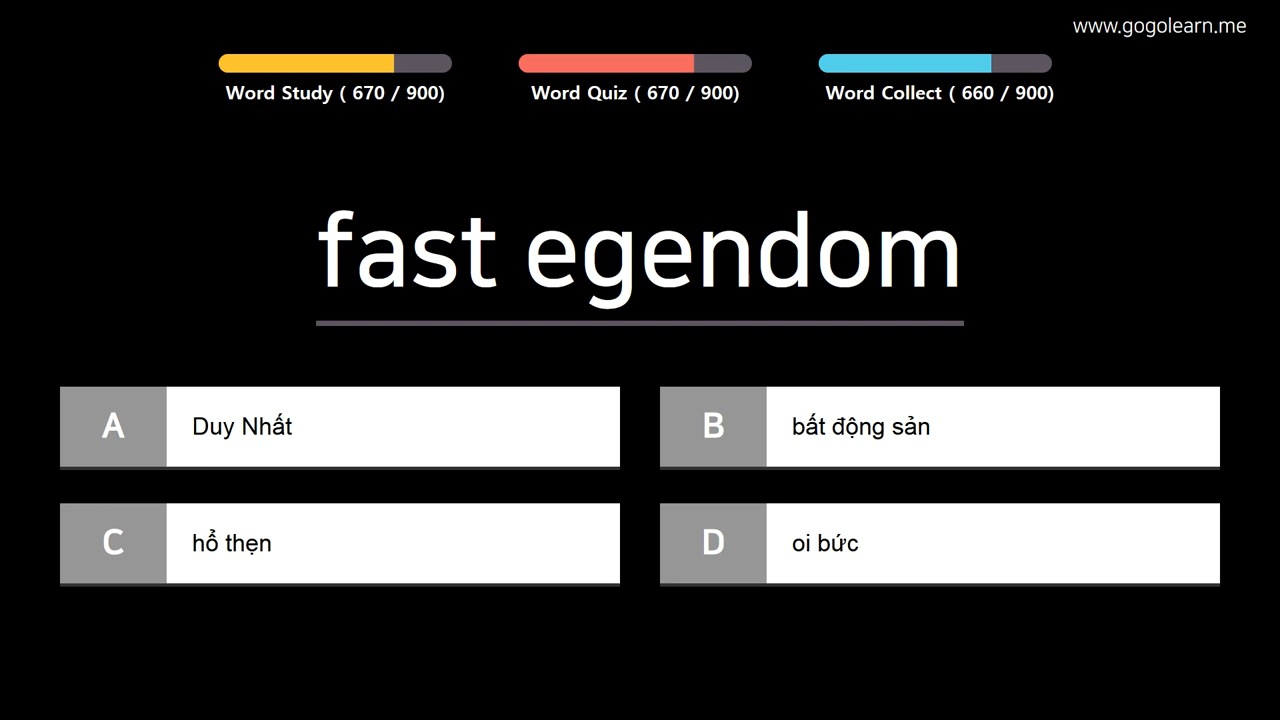 www.gogolearn.me
Word Study ( 670 / 900)
Word Quiz ( 670 / 900)
Word Collect ( 660 / 900)
fast egendom
A
Duy Nhất
B
bất động sản
C
hổ thẹn
D
oi bức